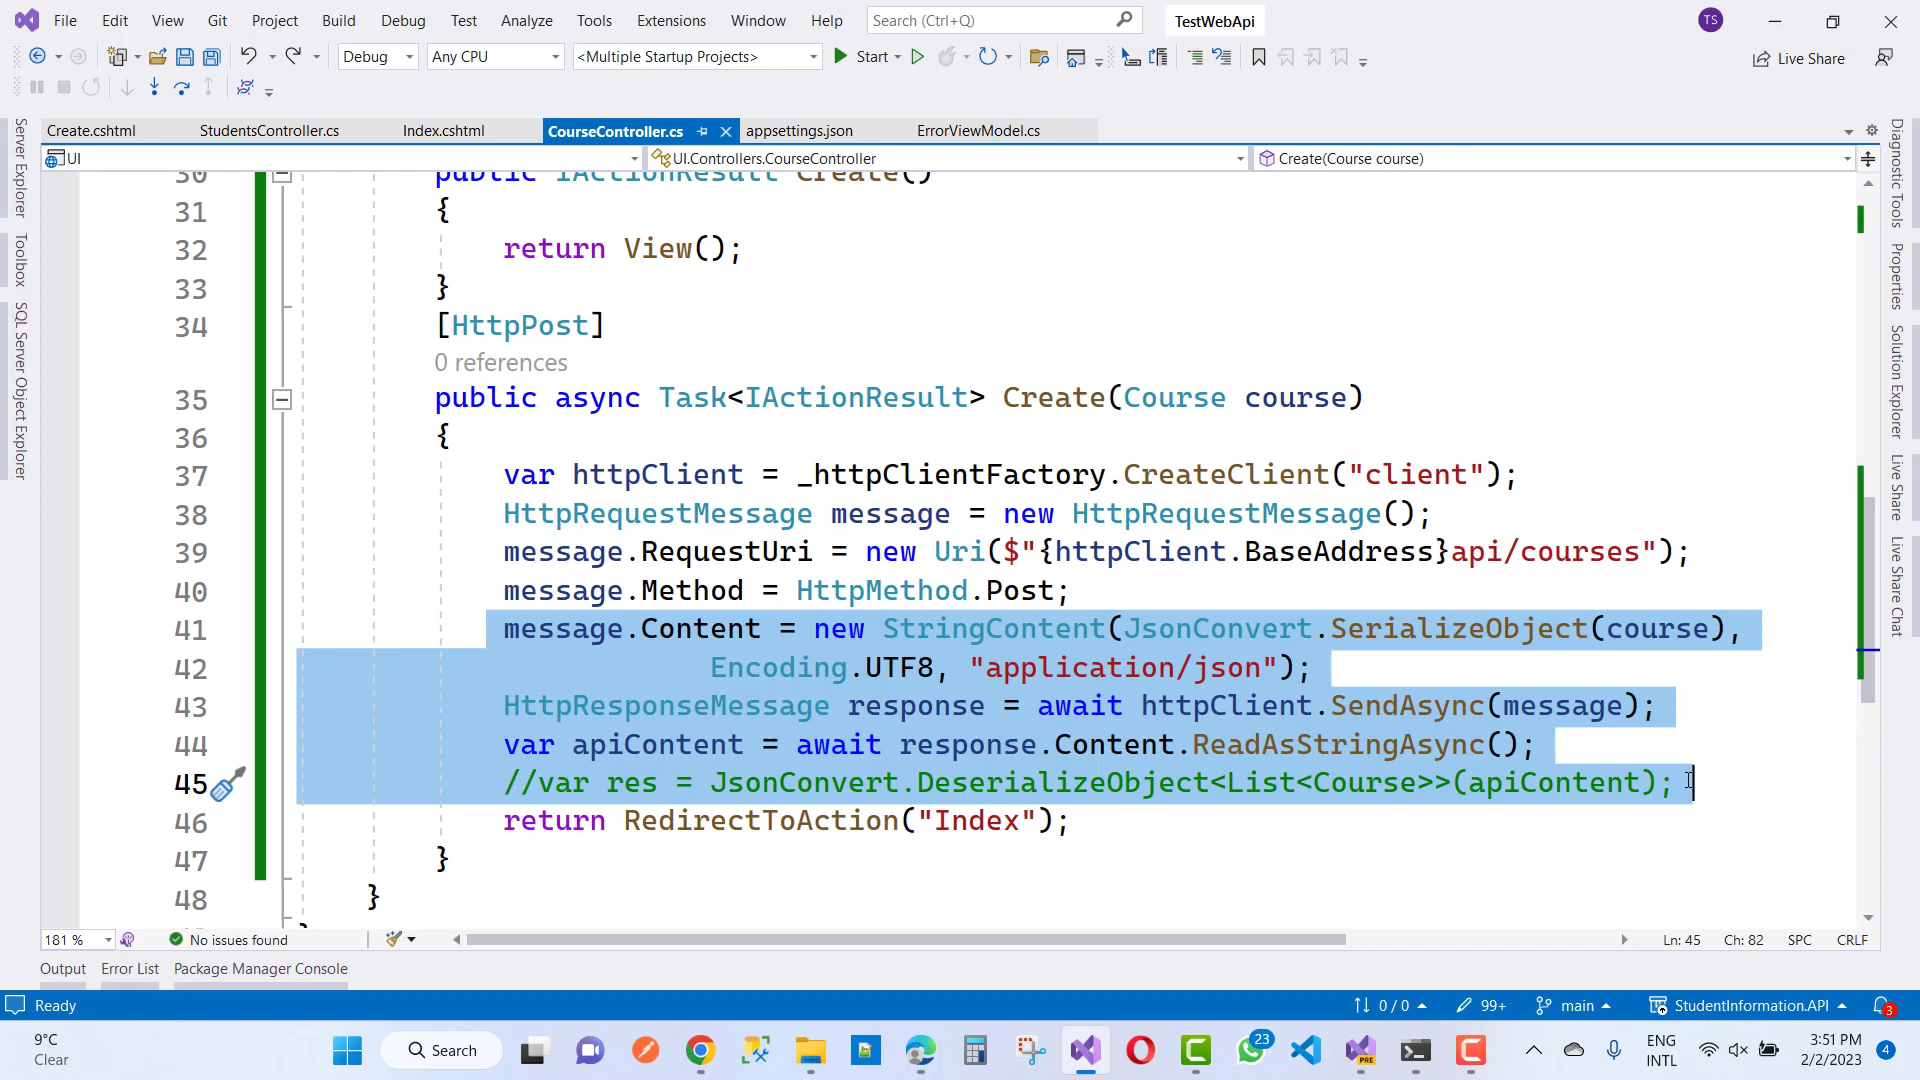 File Edit View Git Project Build Debug Test Analyze Tools Extensions Window Help Search (Ctrl+Q) TestWebApi TS
Debug Any CPU <Multiple Startup Projects> Start Live Share
Create.cshtml StudentsController.cs Index.cshtml CourseController.cs appsettings.json ErrorViewModel.cs
UI UI.Controllers.CourseController Create(Course course)
30 public IActionResult Create()
31 {
32 return View();
33 }
34 [HttpPost]
0 references
35 public async Task<IActionResult> Create(Course course)
36 {
37 var httpClient = _httpClientFactory.CreateClient("client");
38 HttpRequestMessage message = new HttpRequestMessage();
39 message.RequestUri = new Uri($"{httpClient.BaseAddress}api/courses");
40 message.Method = HttpMethod.Post;
41 message.Content = new StringContent(JsonConvert.SerializeObject(course),
42 Encoding.UTF8, "application/json");
43 HttpResponseMessage response = await httpClient.SendAsync(message);
44 var apiContent = await response.Content.ReadAsStringAsync();
45 //var res = JsonConvert.DeserializeObject<List<Course>>(apiContent);
46 return RedirectToAction("Index");
47 }
48 }
Server Explorer
Toolbox
SQL Server Object Explorer
Diagnostic Tools
Properties
Solution Explorer
Live Share
Live Share Chat
181 % No issues found Ln: 45 Ch: 82 SPC CRLF
Output Error List Package Manager Console
Ready 0 / 0 99+ main StudentInformation.API 3
9°C
Clear
Search
23
PRE
ENG
INTL
3:51 PM
2/2/2023
4